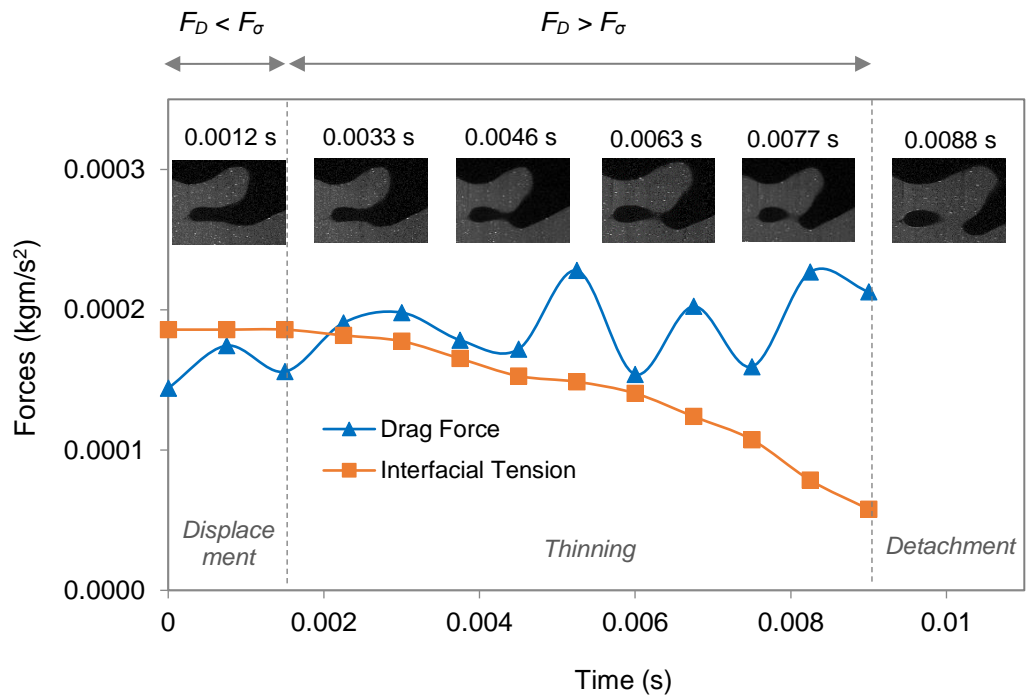 F_D < F_σ
F_D > F_σ
0.0012 s
0.0033 s
0.0046 s
0.0063 s
0.0077 s
0.0088 s
0.0003
0.0002
0.0001
0.0000
Forces (kgm/s²)
Drag Force
Interfacial Tension
Displace
ment
Thinning
Detachment
0
0.002
0.004
0.006
0.008
0.01
Time (s)